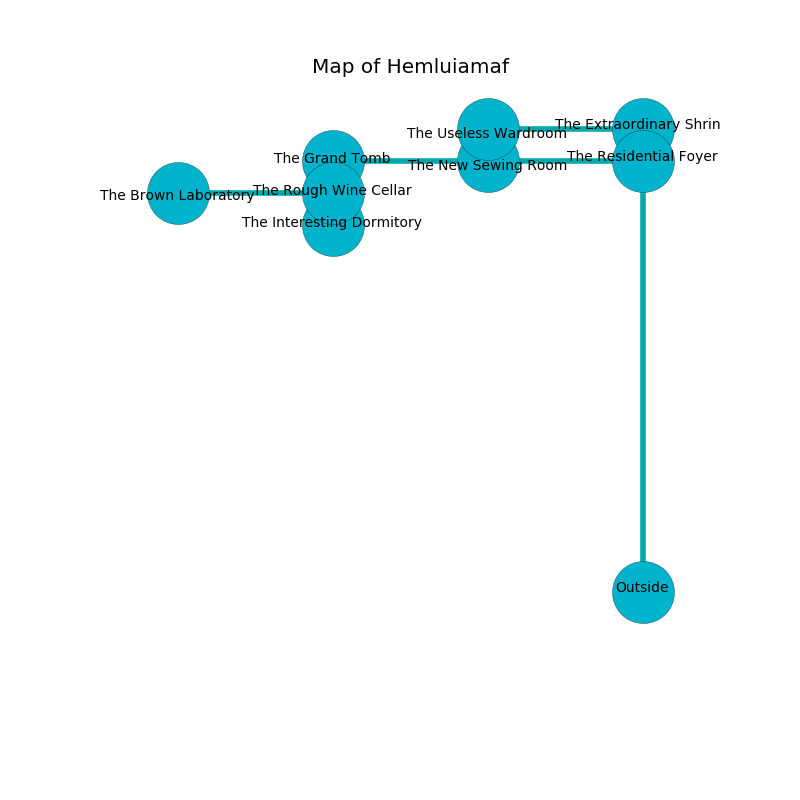 Map of Hemluiamaf
The Extraordinary Shrin
The Useless Wardroom
The Residential Foyer
The Grand Tomb
The New Sewing Room
The Rough Wine Cellar
The Brown Laboratory
The Interesting Dormitory
Outside